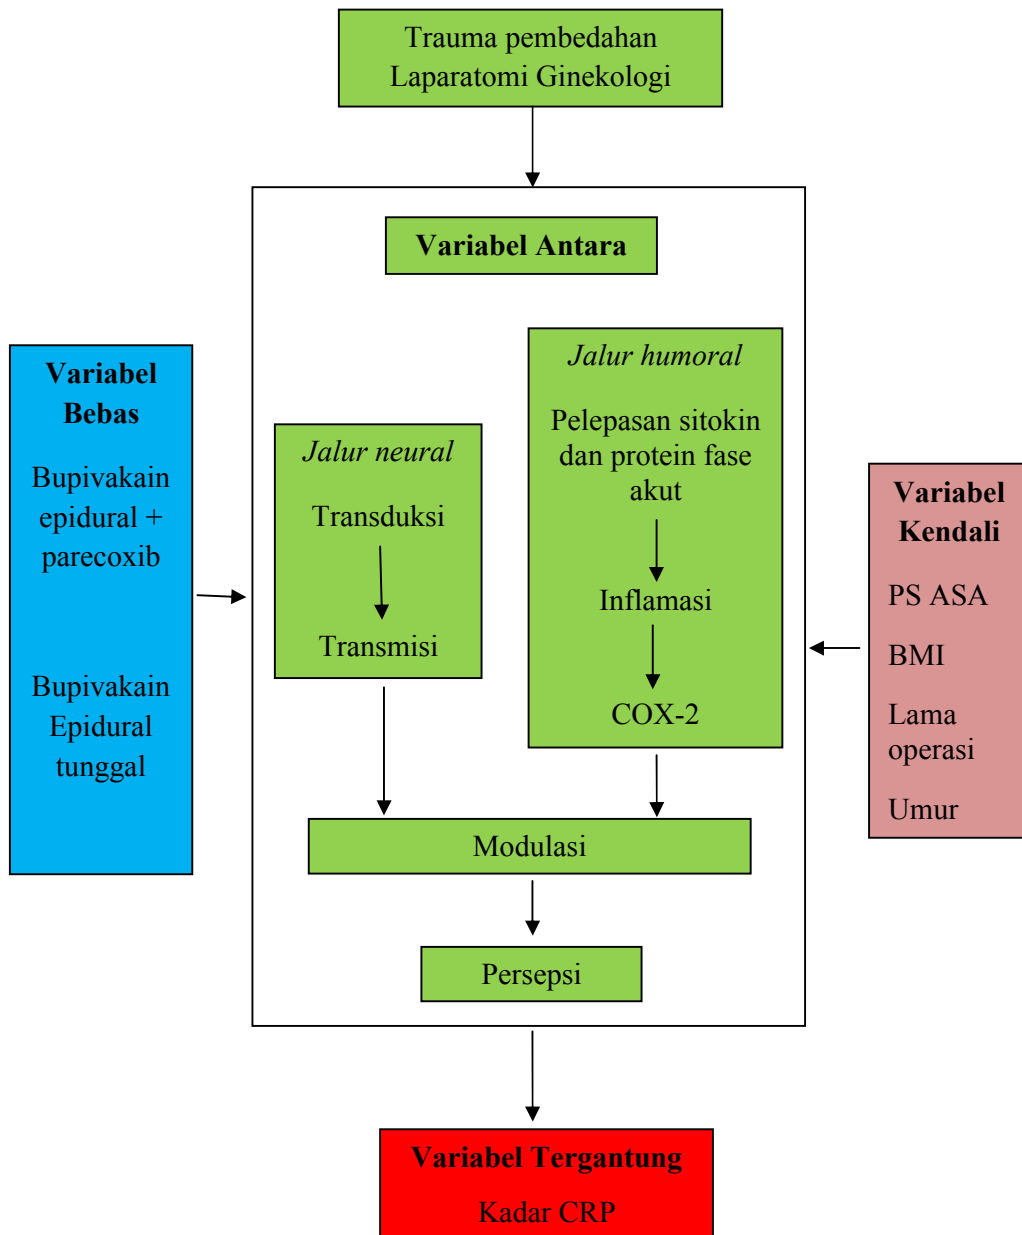 Trauma pembedahan
Laparatomi Ginekologi
Variabel Antara
Variabel
Bebas
Bupivakain
epidural +
parecoxib
Bupivakain
Epidural
tunggal
Jalur neural
Transduksi
Transmisi
Jalur humoral
Pelepasan sitokin
dan protein fase
akut
Inflamasi
COX-2
Variabel
Kendali
PS ASA
BMI
Lama
operasi
Umur
Modulasi
Persepsi
Variabel Tergantung
Kadar CRP